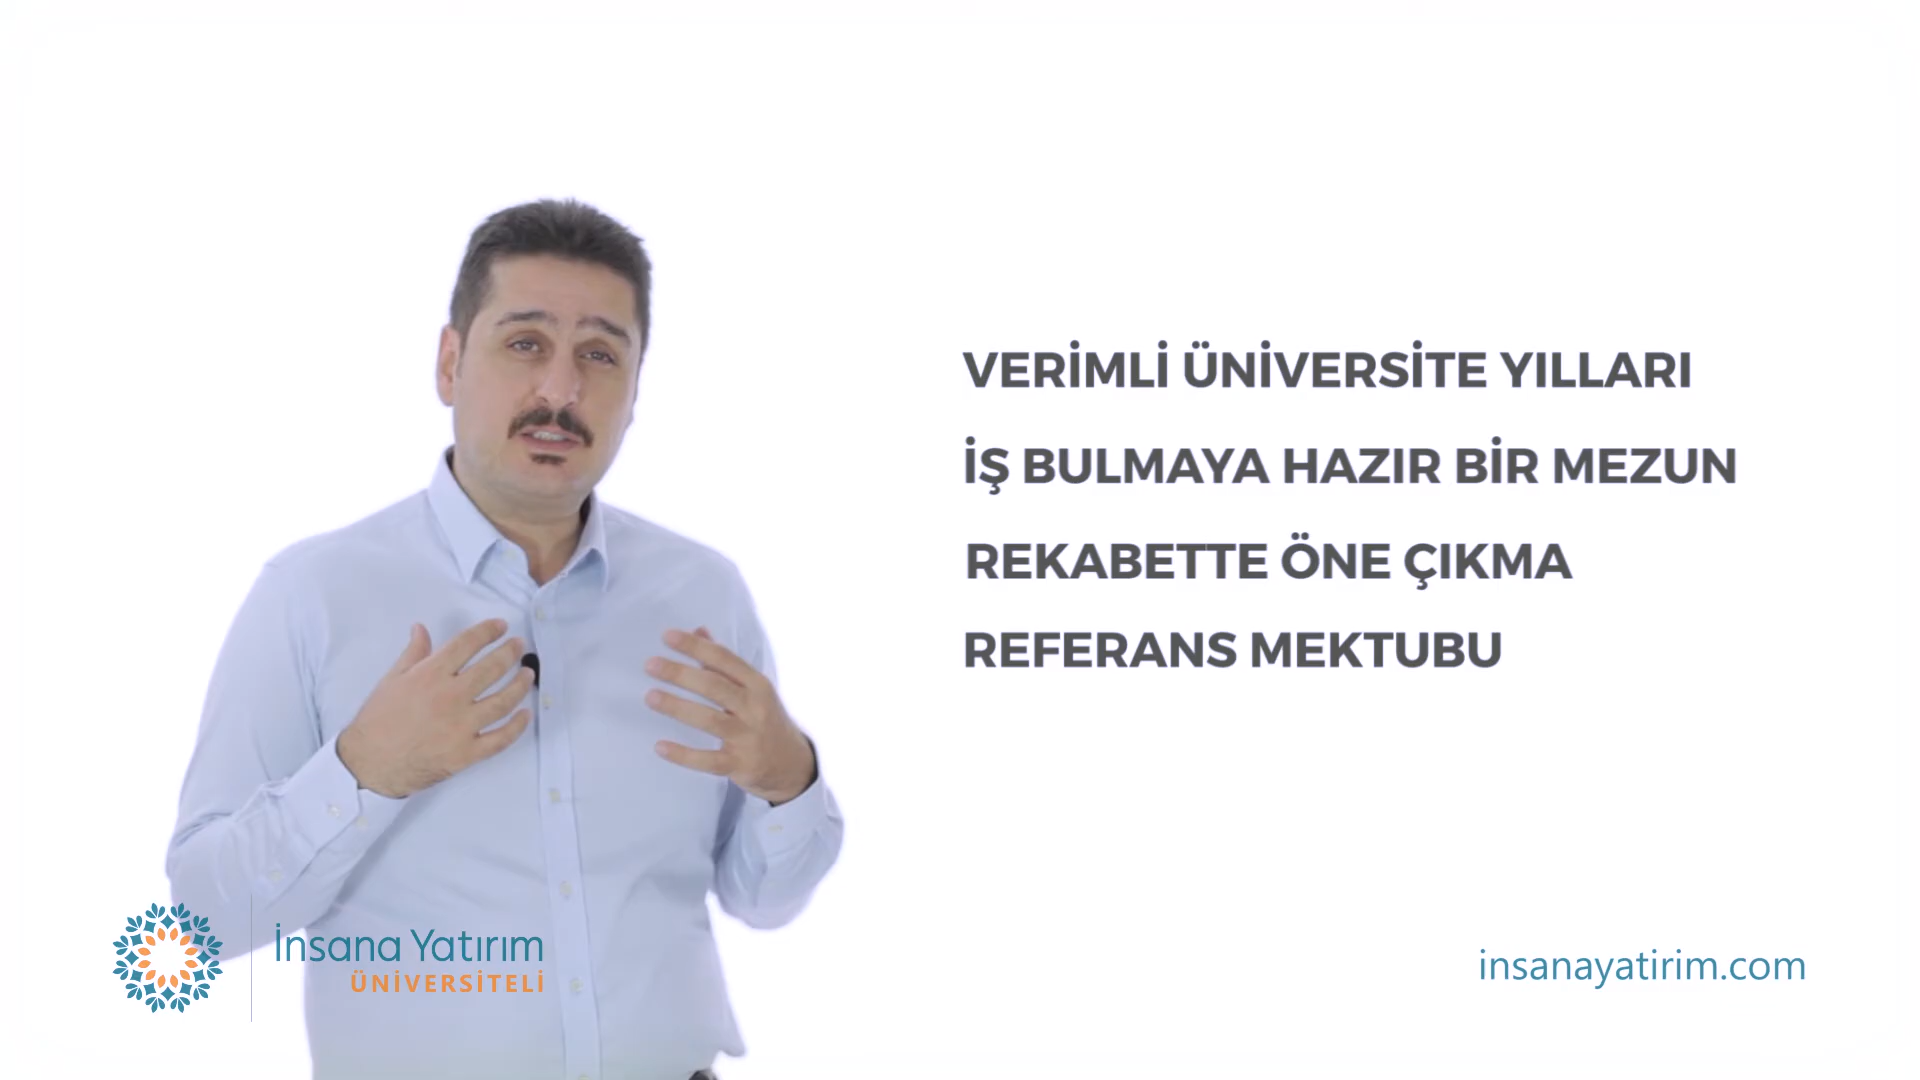 VERİMLİ ÜNİVERSİTE YILLARI
İŞ BULMAYA HAZIR BİR MEZUN
REKABETTE ÖNE ÇIKMA
REFERANS MEKTUBU
İnsana Yatırım
ÜNİVERSİTELİ
insanayatirim.com